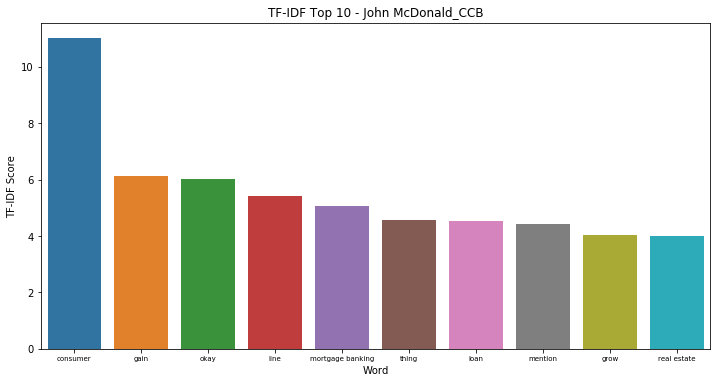 TF-IDF Top 10 - John McDonald_CCB
TF-IDF Score
10
8
6
4
2
0
consumer gain okay line mortgage banking thing loan mention grow real estate
Word